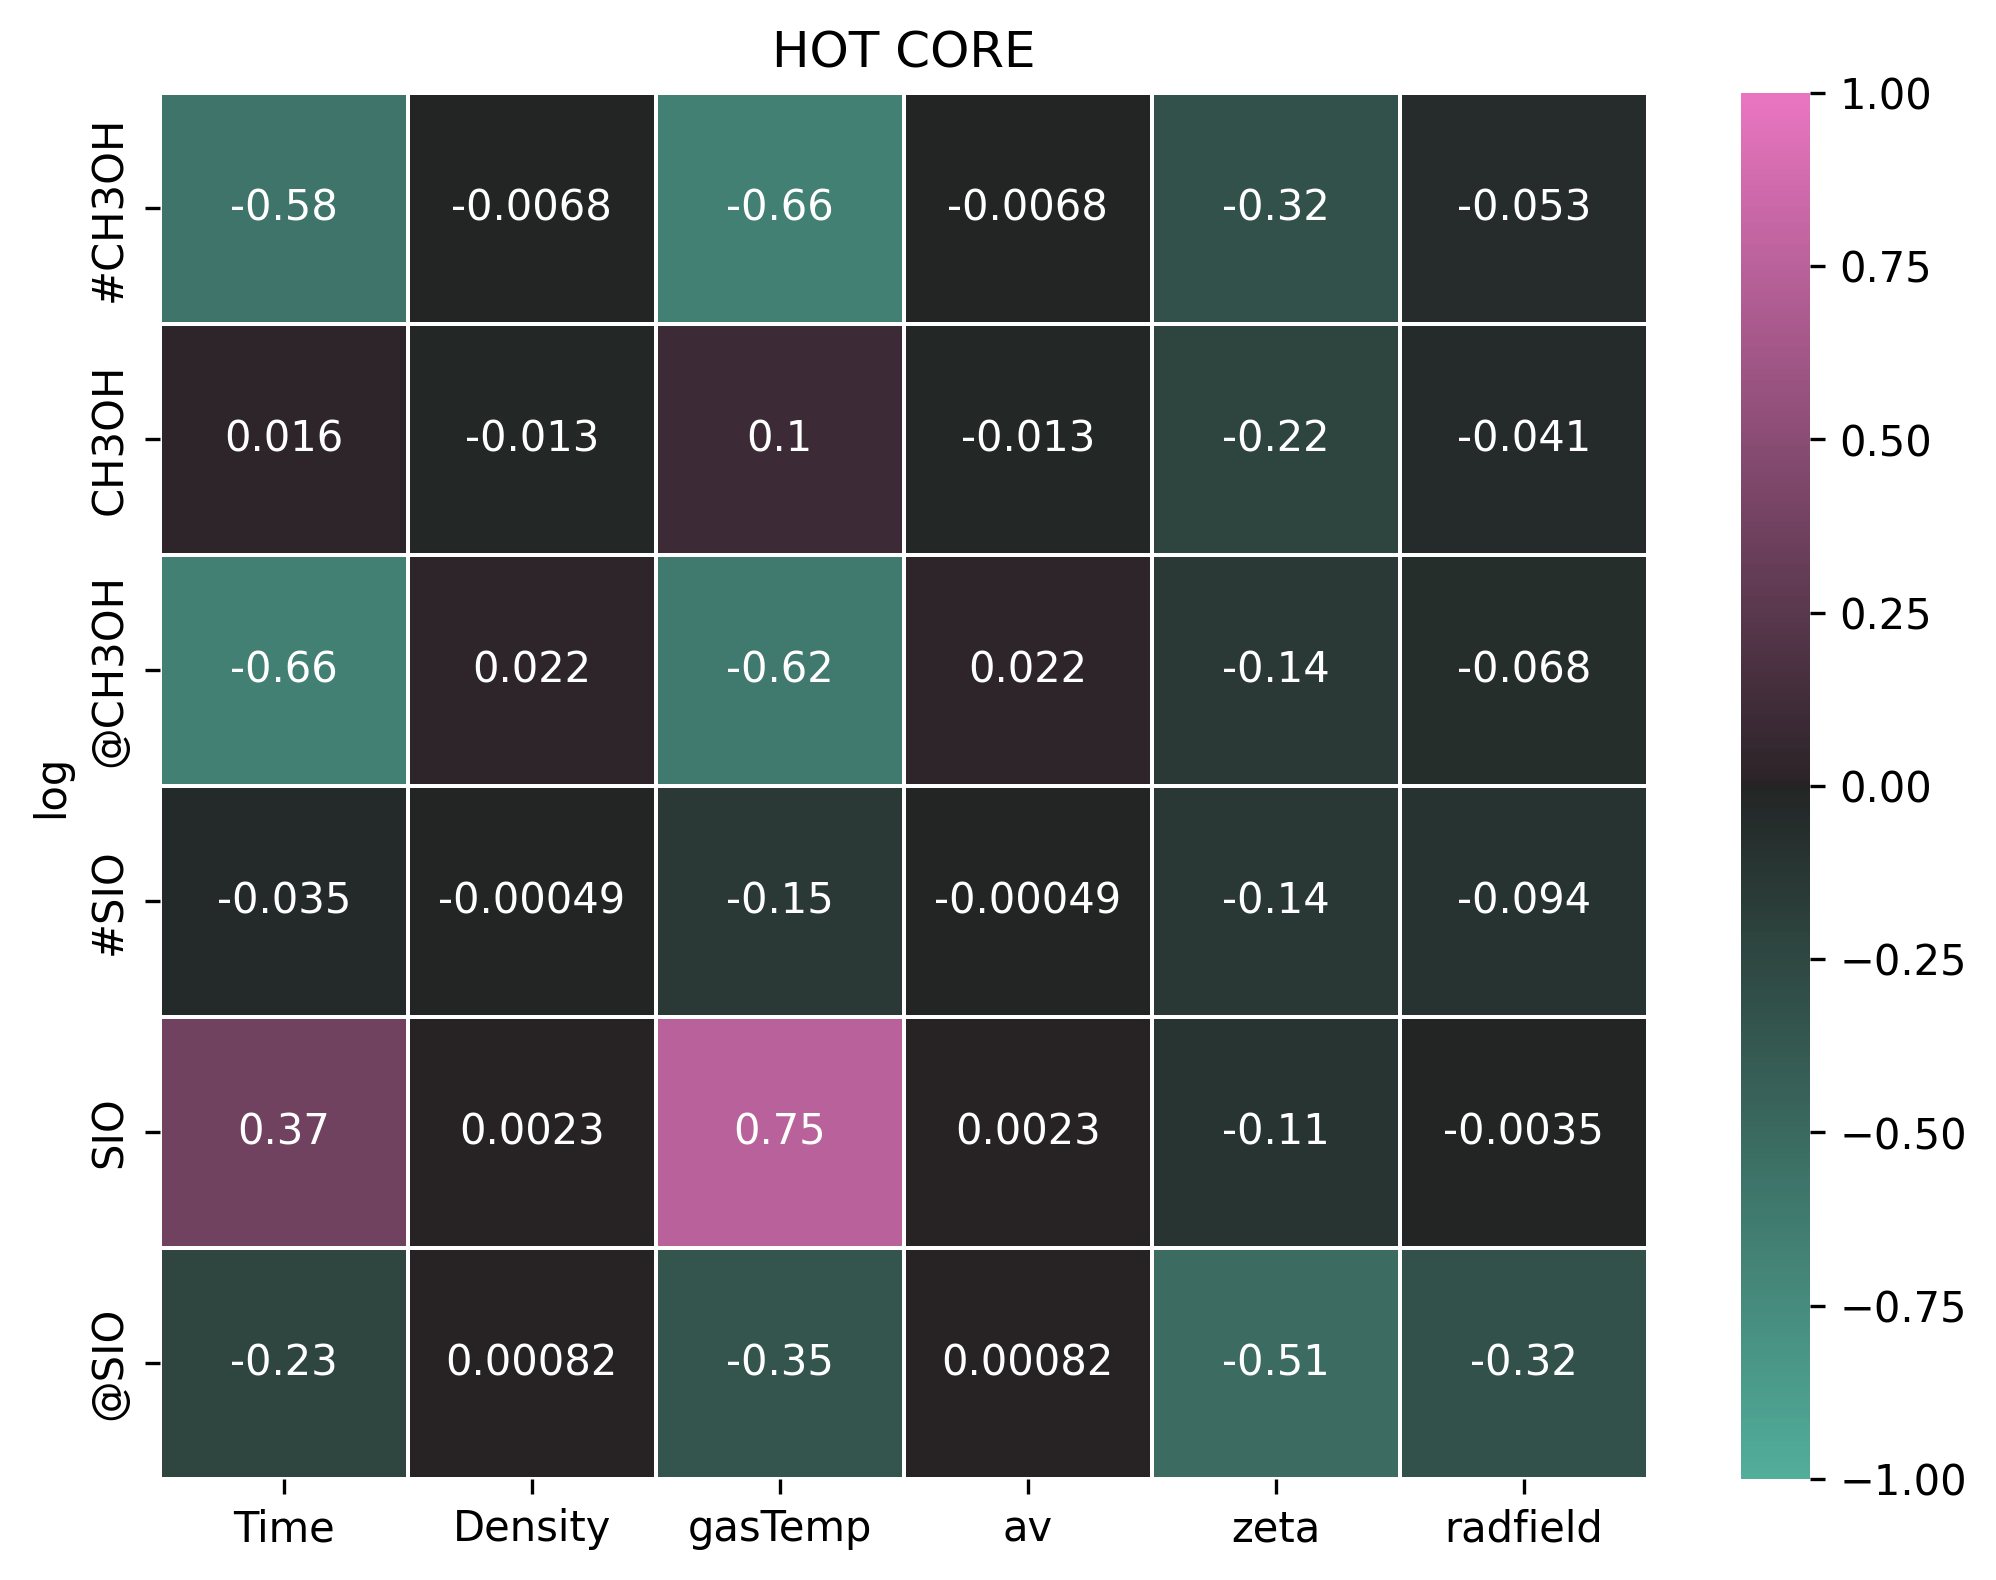 HOT CORE
log
#CH3OH -0.58 -0.0068 -0.66 -0.0068 -0.32 -0.053
CH3OH 0.016 -0.013 0.1 -0.013 -0.22 -0.041
@CH3OH -0.66 0.022 -0.62 0.022 -0.14 -0.068
#SIO -0.035 -0.00049 -0.15 -0.00049 -0.14 -0.094
SIO 0.37 0.0023 0.75 0.0023 -0.11 -0.0035
@SIO -0.23 0.00082 -0.35 0.00082 -0.51 -0.32
Time Density gasTemp av zeta radfield
1.00
0.75
0.50
0.25
0.00
−0.25
−0.50
−0.75
−1.00